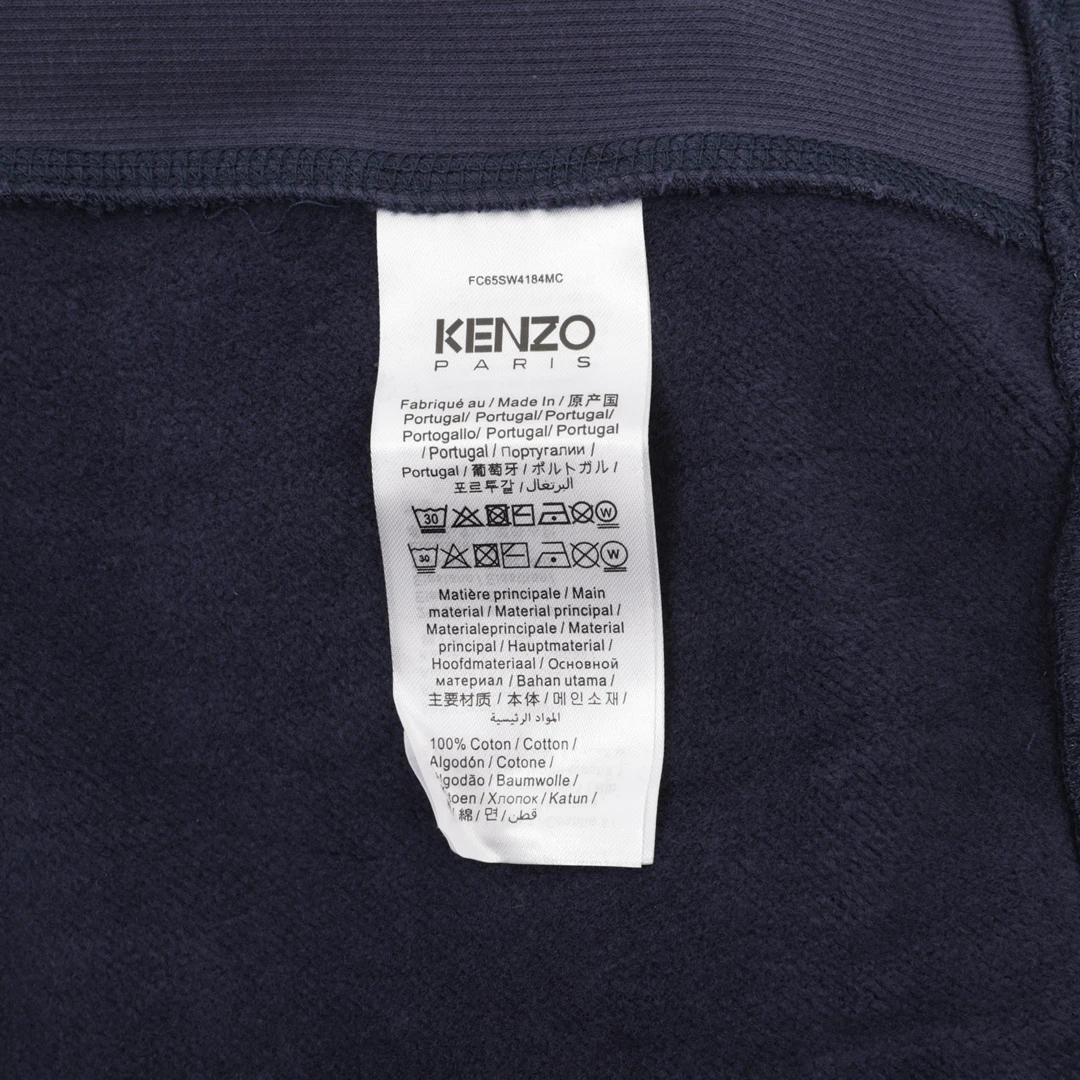 FC65SW4184MC
KENZO
PARIS
Fabriqué au / Made In / 原产国
Portugal/ Portugal/ Portugal/
Portogallo/ Portugal/ Portugal
/ Portugal / Португалии /
Portugal / 葡萄牙 / ポルトガル /
포르투갈 / البرتغال /
30 W
30 W
Matière principale / Main
material / Material principal /
Materialeprincipale / Material
principal / Hauptmaterial /
Hoofdmateriaal / Основной
материал / Bahan utama /
主要材质 / 本体 / 메인소재 /
المواد الرئيسية
100% Coton / Cotton /
Algodón / Cotone /
Algodão / Baumwolle /
/ Хлопок / Katun /
/ 綿 / 면 / قطن